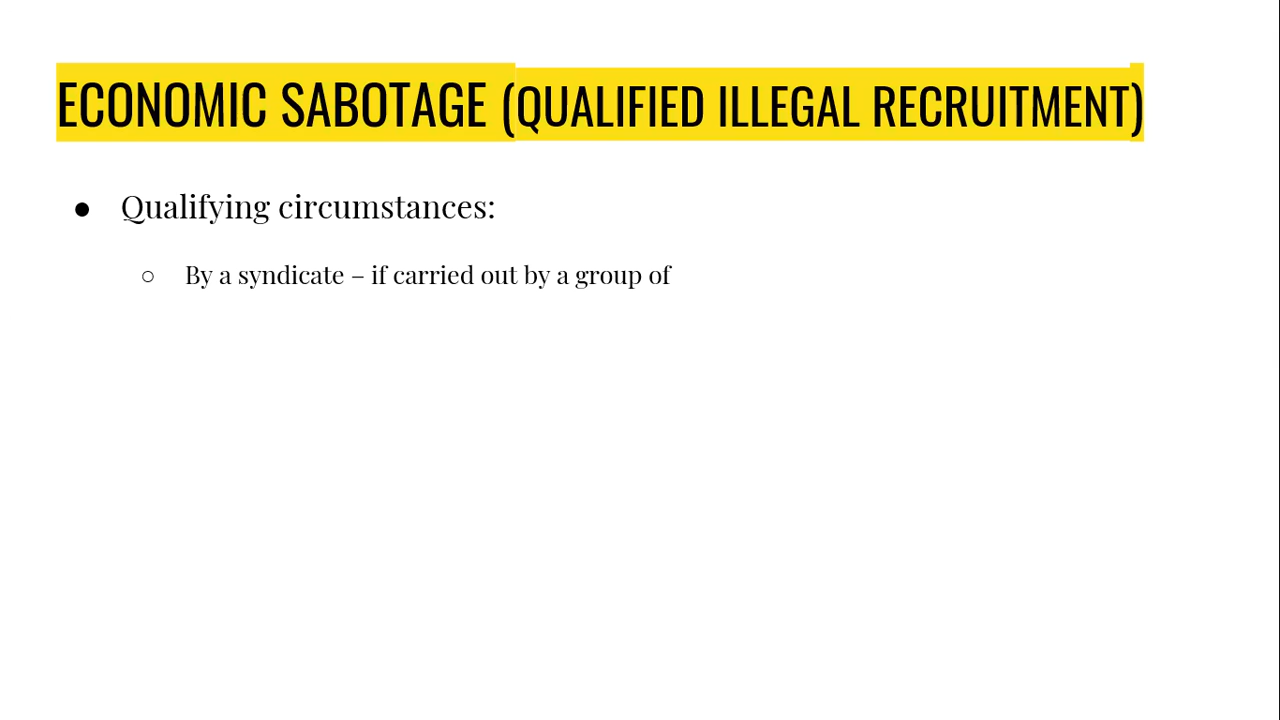 ECONOMIC SABOTAGE (QUALIFIED ILLEGAL RECRUITMENT)
● Qualifying circumstances:
○ By a syndicate – if carried out by a group of